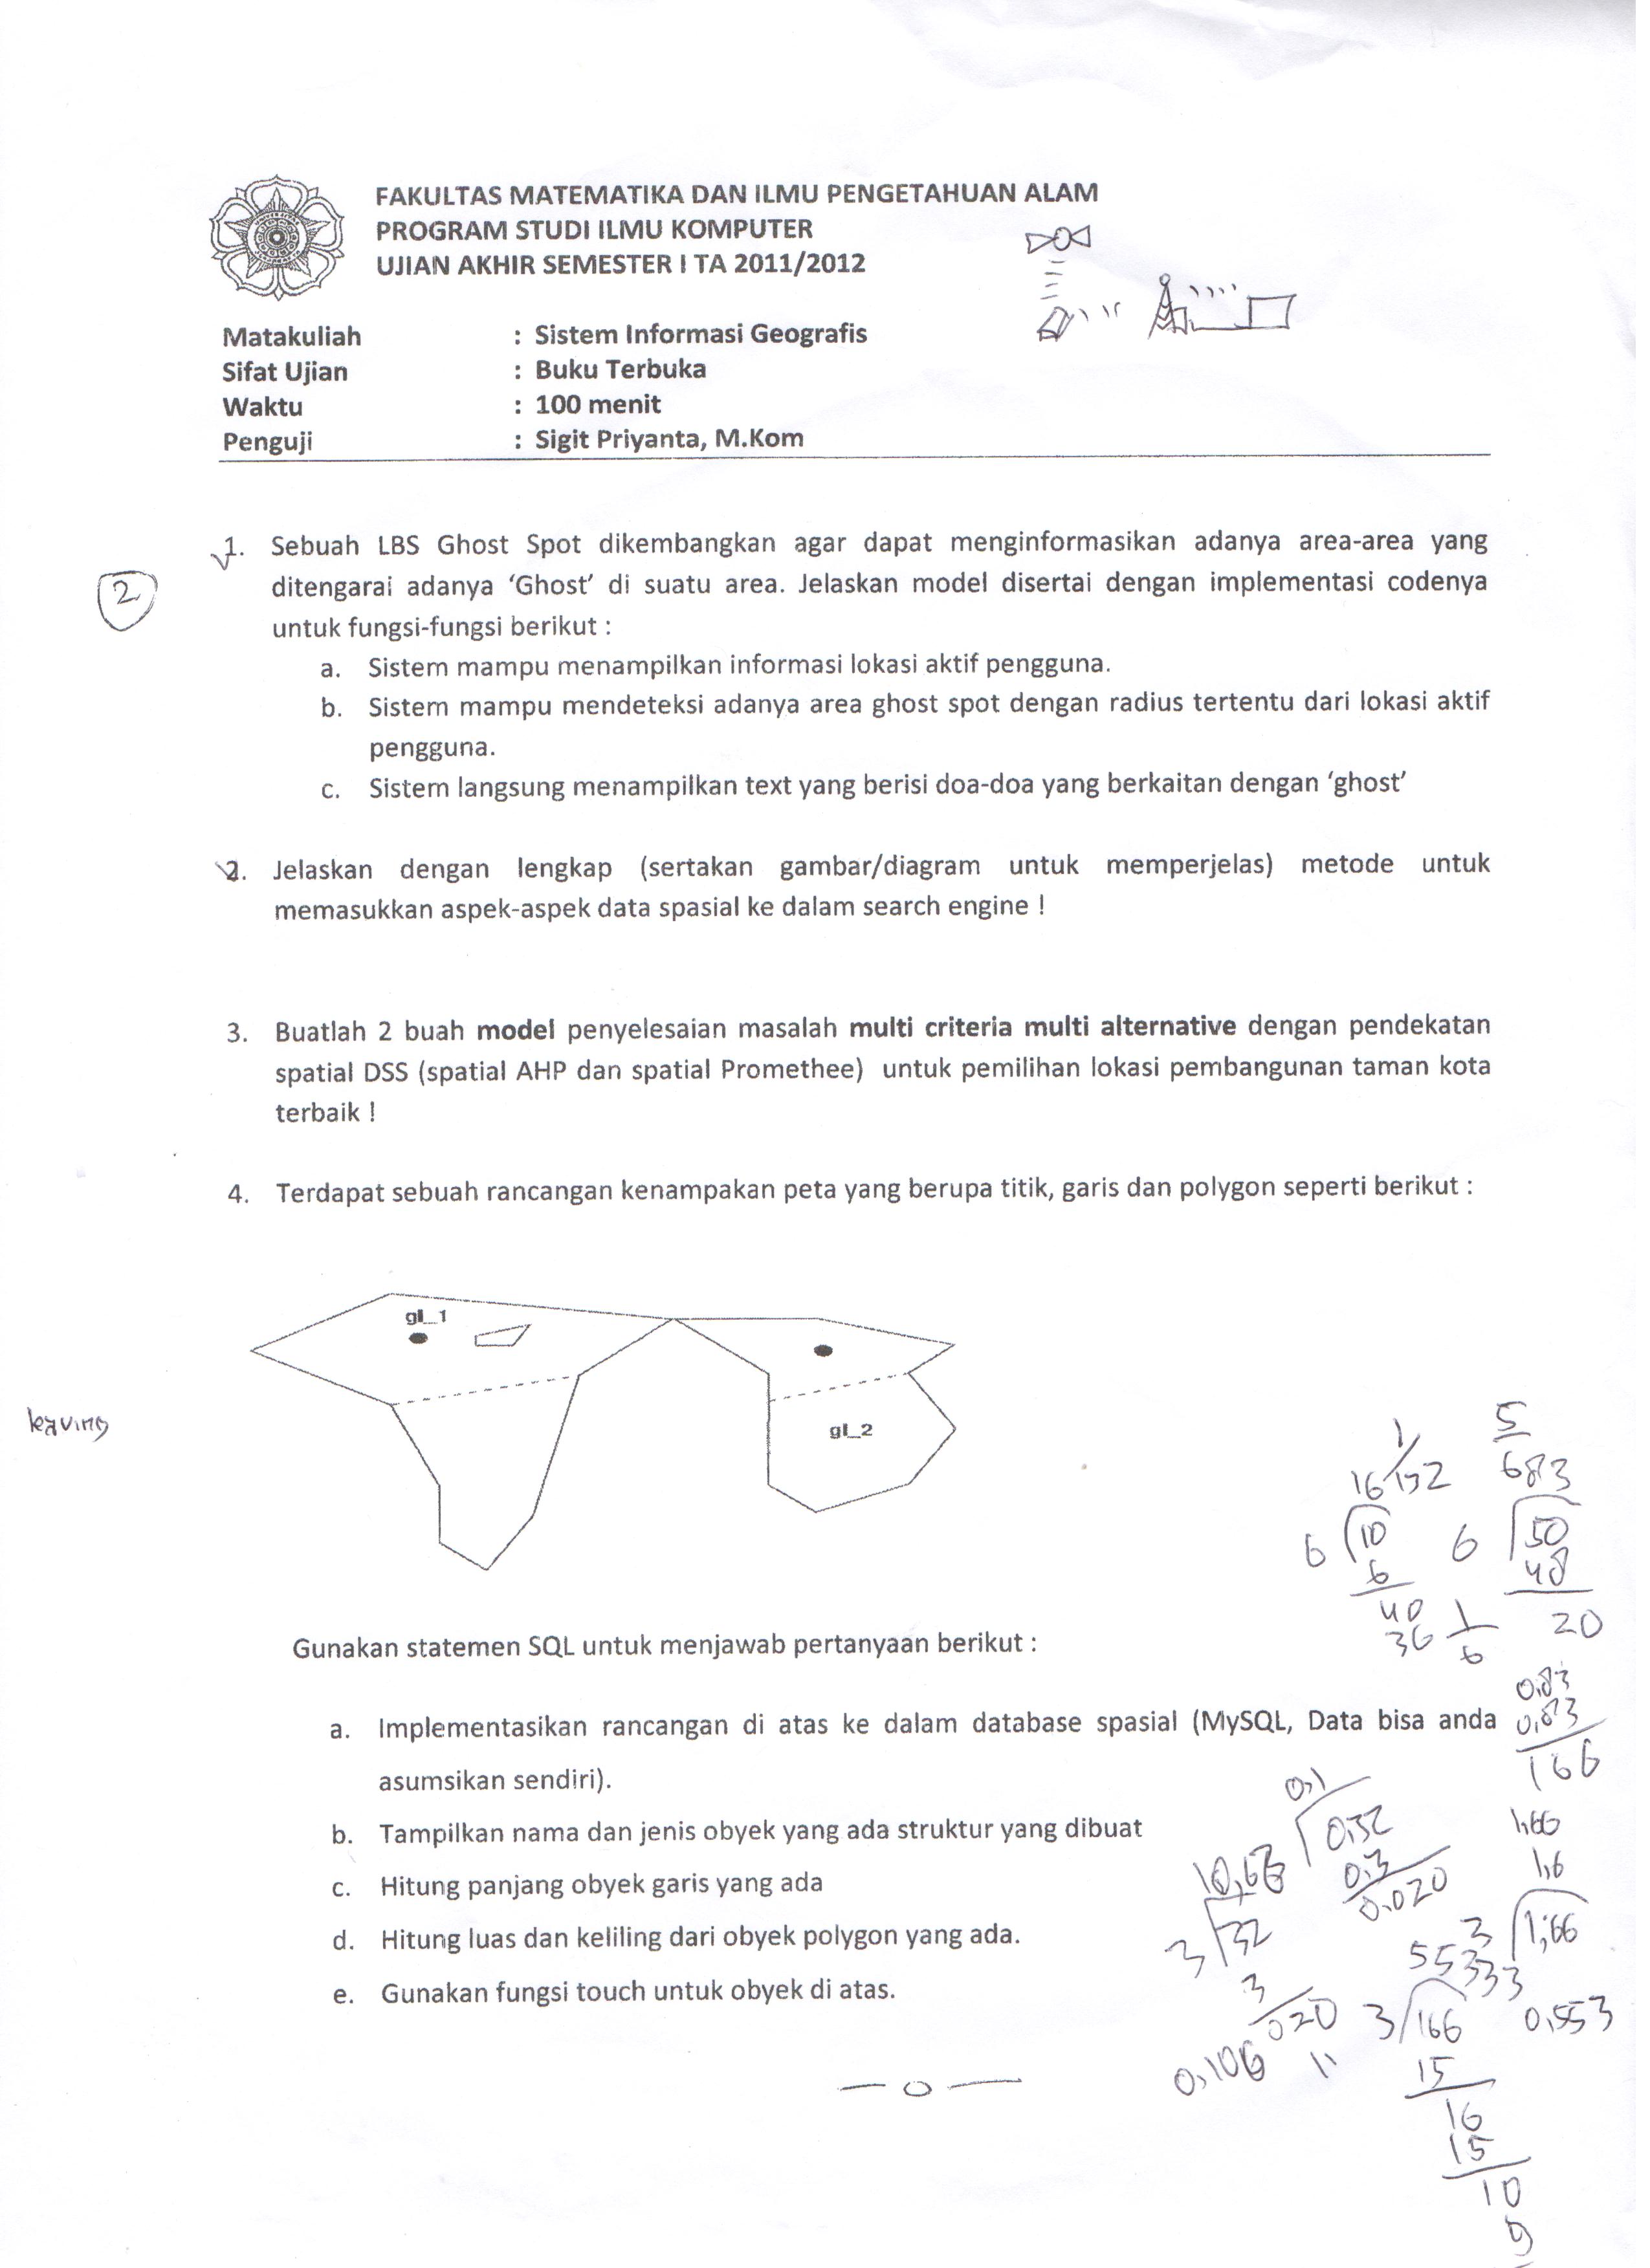 FAKULTAS MATEMATIKA DAN ILMU PENGETAHUAN ALAM
PROGRAM STUDI ILMU KOMPUTER
UJIAN AKHIR SEMESTER I TA 2011/2012
Matakuliah : Sistem Informasi Geografis
Sifat Ujian : Buku Terbuka
Waktu : 100 menit
Penguji : Sigit Priyanta, M.Kom
2
1. Sebuah LBS Ghost Spot dikembangkan agar dapat menginformasikan adanya area-area yang
ditengarai adanya ‘Ghost’ di suatu area. Jelaskan model disertai dengan implementasi codenya
untuk fungsi-fungsi berikut :
a. Sistem mampu menampilkan informasi lokasi aktif pengguna.
b. Sistem mampu mendeteksi adanya area ghost spot dengan radius tertentu dari lokasi aktif
pengguna.
c. Sistem langsung menampilkan text yang berisi doa-doa yang berkaitan dengan ‘ghost’
2. Jelaskan dengan lengkap (sertakan gambar/diagram untuk memperjelas) metode untuk
memasukkan aspek-aspek data spasial ke dalam search engine !
3. Buatlah 2 buah model penyelesaian masalah multi criteria multi alternative dengan pendekatan
spatial DSS (spatial AHP dan spatial Promethee) untuk pemilihan lokasi pembangunan taman kota
terbaik !
4. Terdapat sebuah rancangan kenampakan peta yang berupa titik, garis dan polygon seperti berikut :
gl_1
gl_2
5
683
6 10
6 50
6
48
40
36
1
6
20
Gunakan statemen SQL untuk menjawab pertanyaan berikut :
a. Implementasikan rancangan di atas ke dalam database spasial (MySQL, Data bisa anda
asumsikan sendiri).
b. Tampilkan nama dan jenis obyek yang ada struktur yang dibuat
c. Hitung panjang obyek garis yang ada
d. Hitung luas dan keliling dari obyek polygon yang ada.
e. Gunakan fungsi touch untuk obyek di atas.
0,83
0,83
166
1,66
1,6
3 1,66
0,1
0,32
0,3
0,020
3 32
3
020
0,106
3 166
0,553
15
16
15
10
9